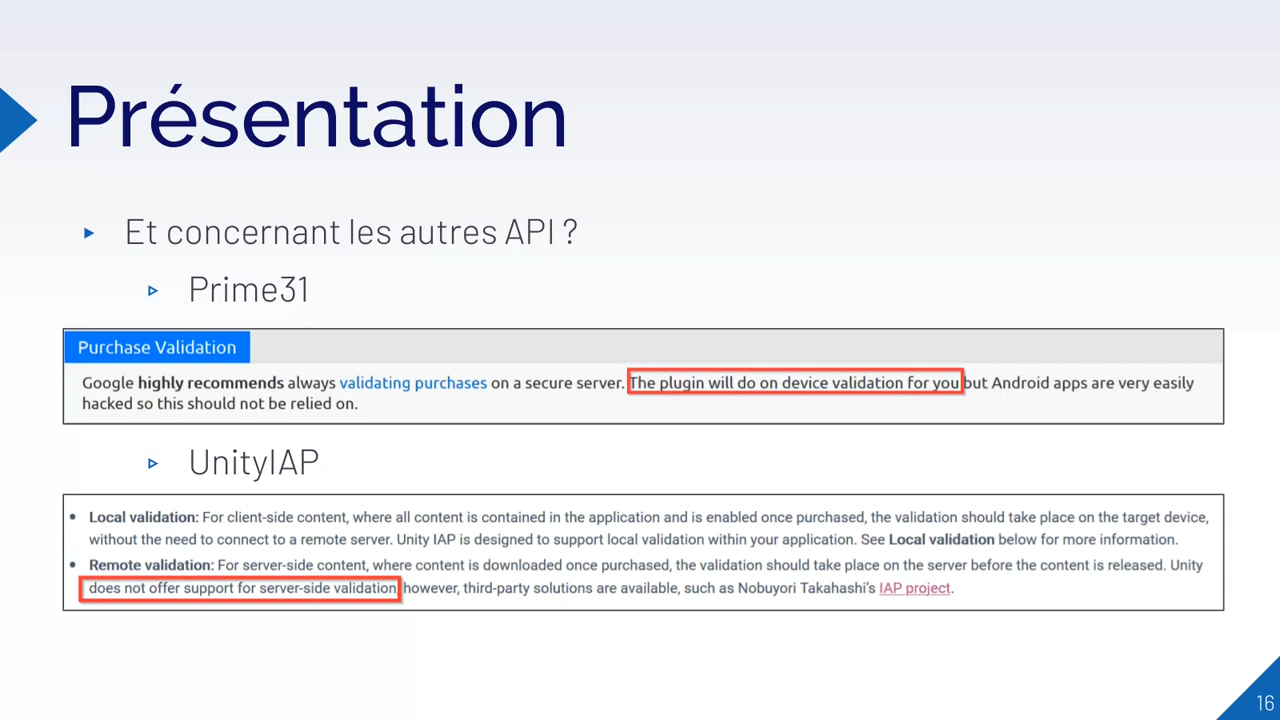 Présentation
Et concernant les autres API ?
Prime31
Purchase Validation
Google highly recommends always validating purchases on a secure server. The plugin will do on device validation for you but Android apps are very easily
hacked so this should not be relied on.
UnityIAP
Local validation: For client-side content, where all content is contained in the application and is enabled once purchased, the validation should take place on the target device,
without the need to connect to a remote server. Unity IAP is designed to support local validation within your application. See Local validation below for more information.
Remote validation: For server-side content, where content is downloaded once purchased, the validation should take place on the server before the content is released. Unity
does not offer support for server-side validation; however, third-party solutions are available, such as Nobuyori Takahashi's IAP project.
16